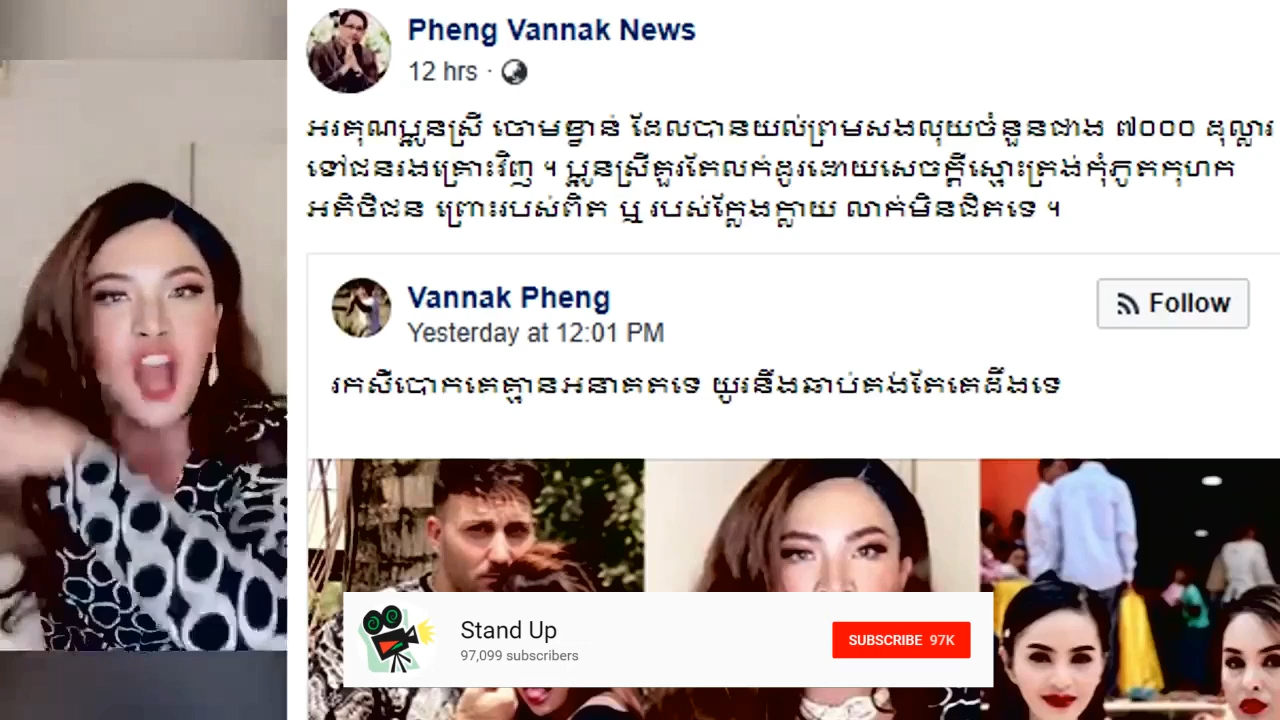 Pheng Vannak News
12 hrs ·
អរគុណប្អូនស្រី ចោមខ្វាន់ ដែលបានយល់ព្រមសងលុយចំនួនជាង ៧០០០ ដុល្លារ
ទៅជនរងគ្រោះវិញ ។ ប្អូនស្រីគួរតែលក់ដូរដោយសេចក្តីស្មោះត្រង់កុំភូតកុហក
អតិថិជន ព្រោះរបស់ពិត ឬ របស់ក្លែងក្លាយ លាក់មិនជិតទេ ។
Vannak Pheng
Yesterday at 12:01 PM
Follow
រកស៊ីបោកគេគ្មានអនាគតទេ យូរនឹងឆាប់គង់តែគេដឹងទេ
Stand Up
97,099 subscribers
SUBSCRIBE 97K